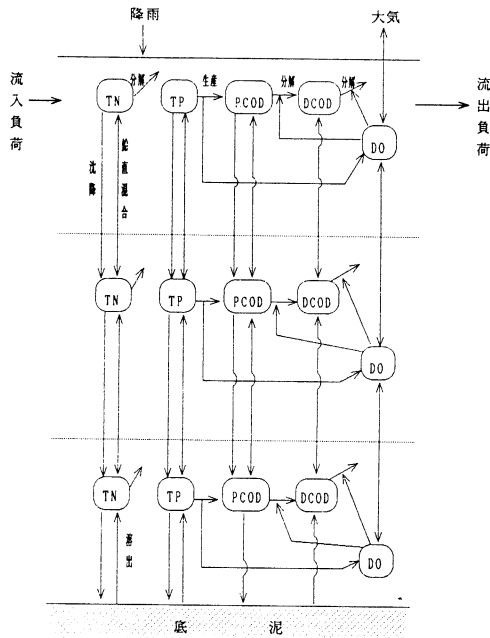 降雨
大気
流入負荷
流出負荷
分解
生産
分解
分解
TN
TP
PCOD
DCOD
DO
沈降
鉛直混合
TN
TP
PCOD
DCOD
DO
TN
TP
PCOD
DCOD
DO
溶出
底泥